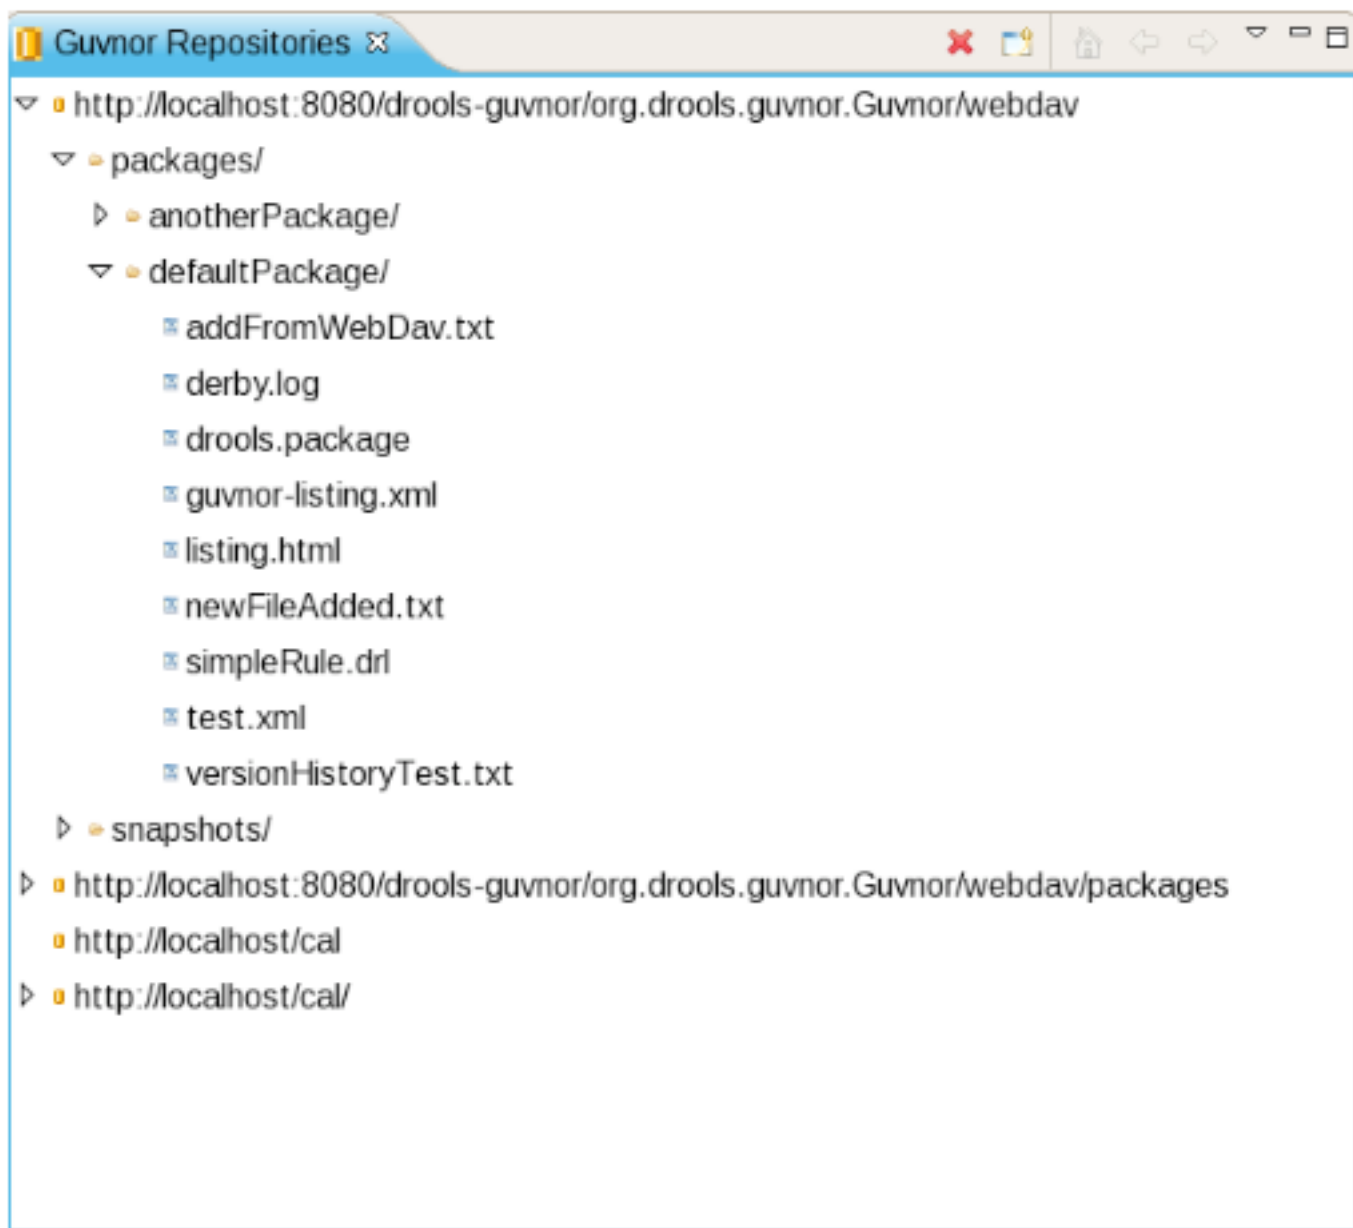 Guvnor Repositories
http://localhost:8080/drools-guvnor/org.drools.guvnor.Guvnor/webdav
packages/
anotherPackage/
defaultPackage/
addFromWebDav.txt
derby.log
drools.package
guvnor-listing.xml
listing.html
newFileAdded.txt
simpleRule.drl
test.xml
versionHistoryTest.txt
snapshots/
http://localhost:8080/drools-guvnor/org.drools.guvnor.Guvnor/webdav/packages
http://localhost/cal
http://localhost/cal/